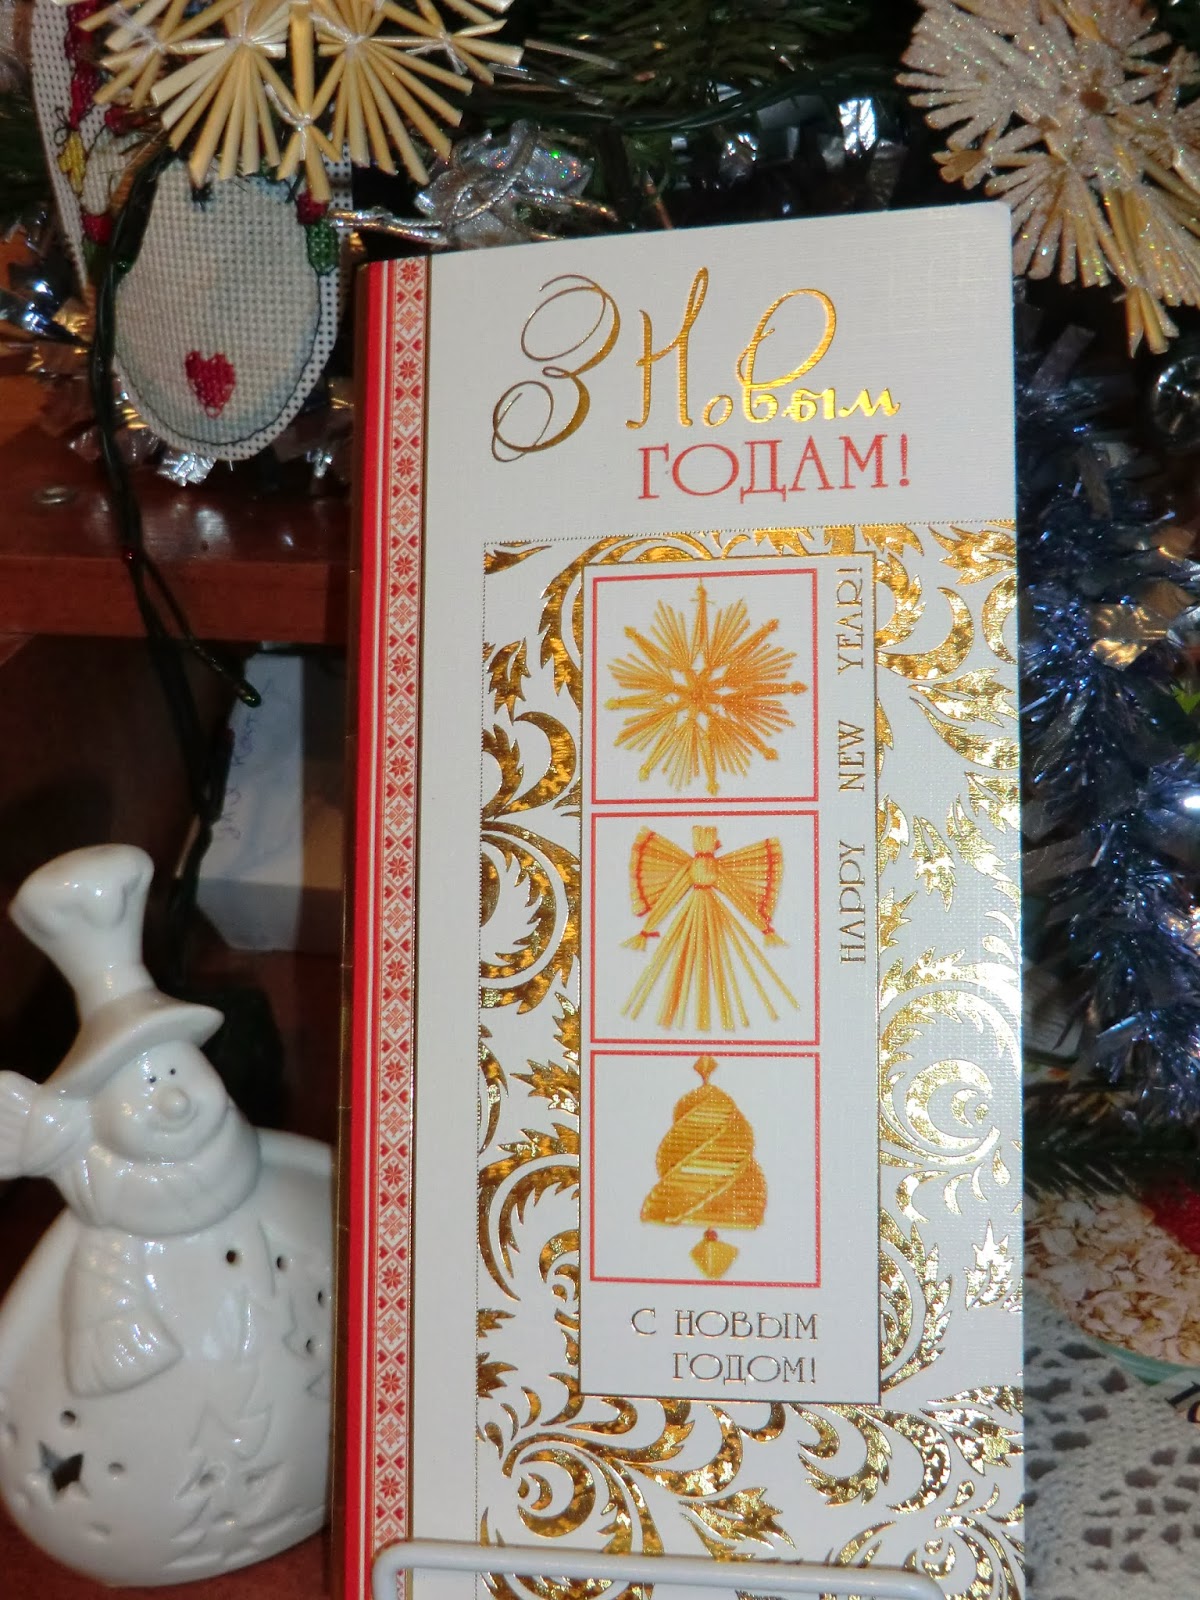 З Новым
ГОДАМ!
HAPPY NEW YEAR!
С НОВЫМ
ГОДОМ!